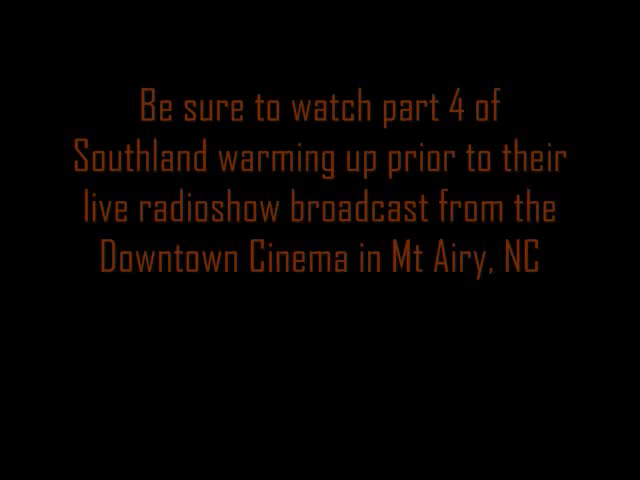 Be sure to watch part 4 of
Southland warming up prior to their
live radioshow broadcast from the
Downtown Cinema in Mt Airy, NC